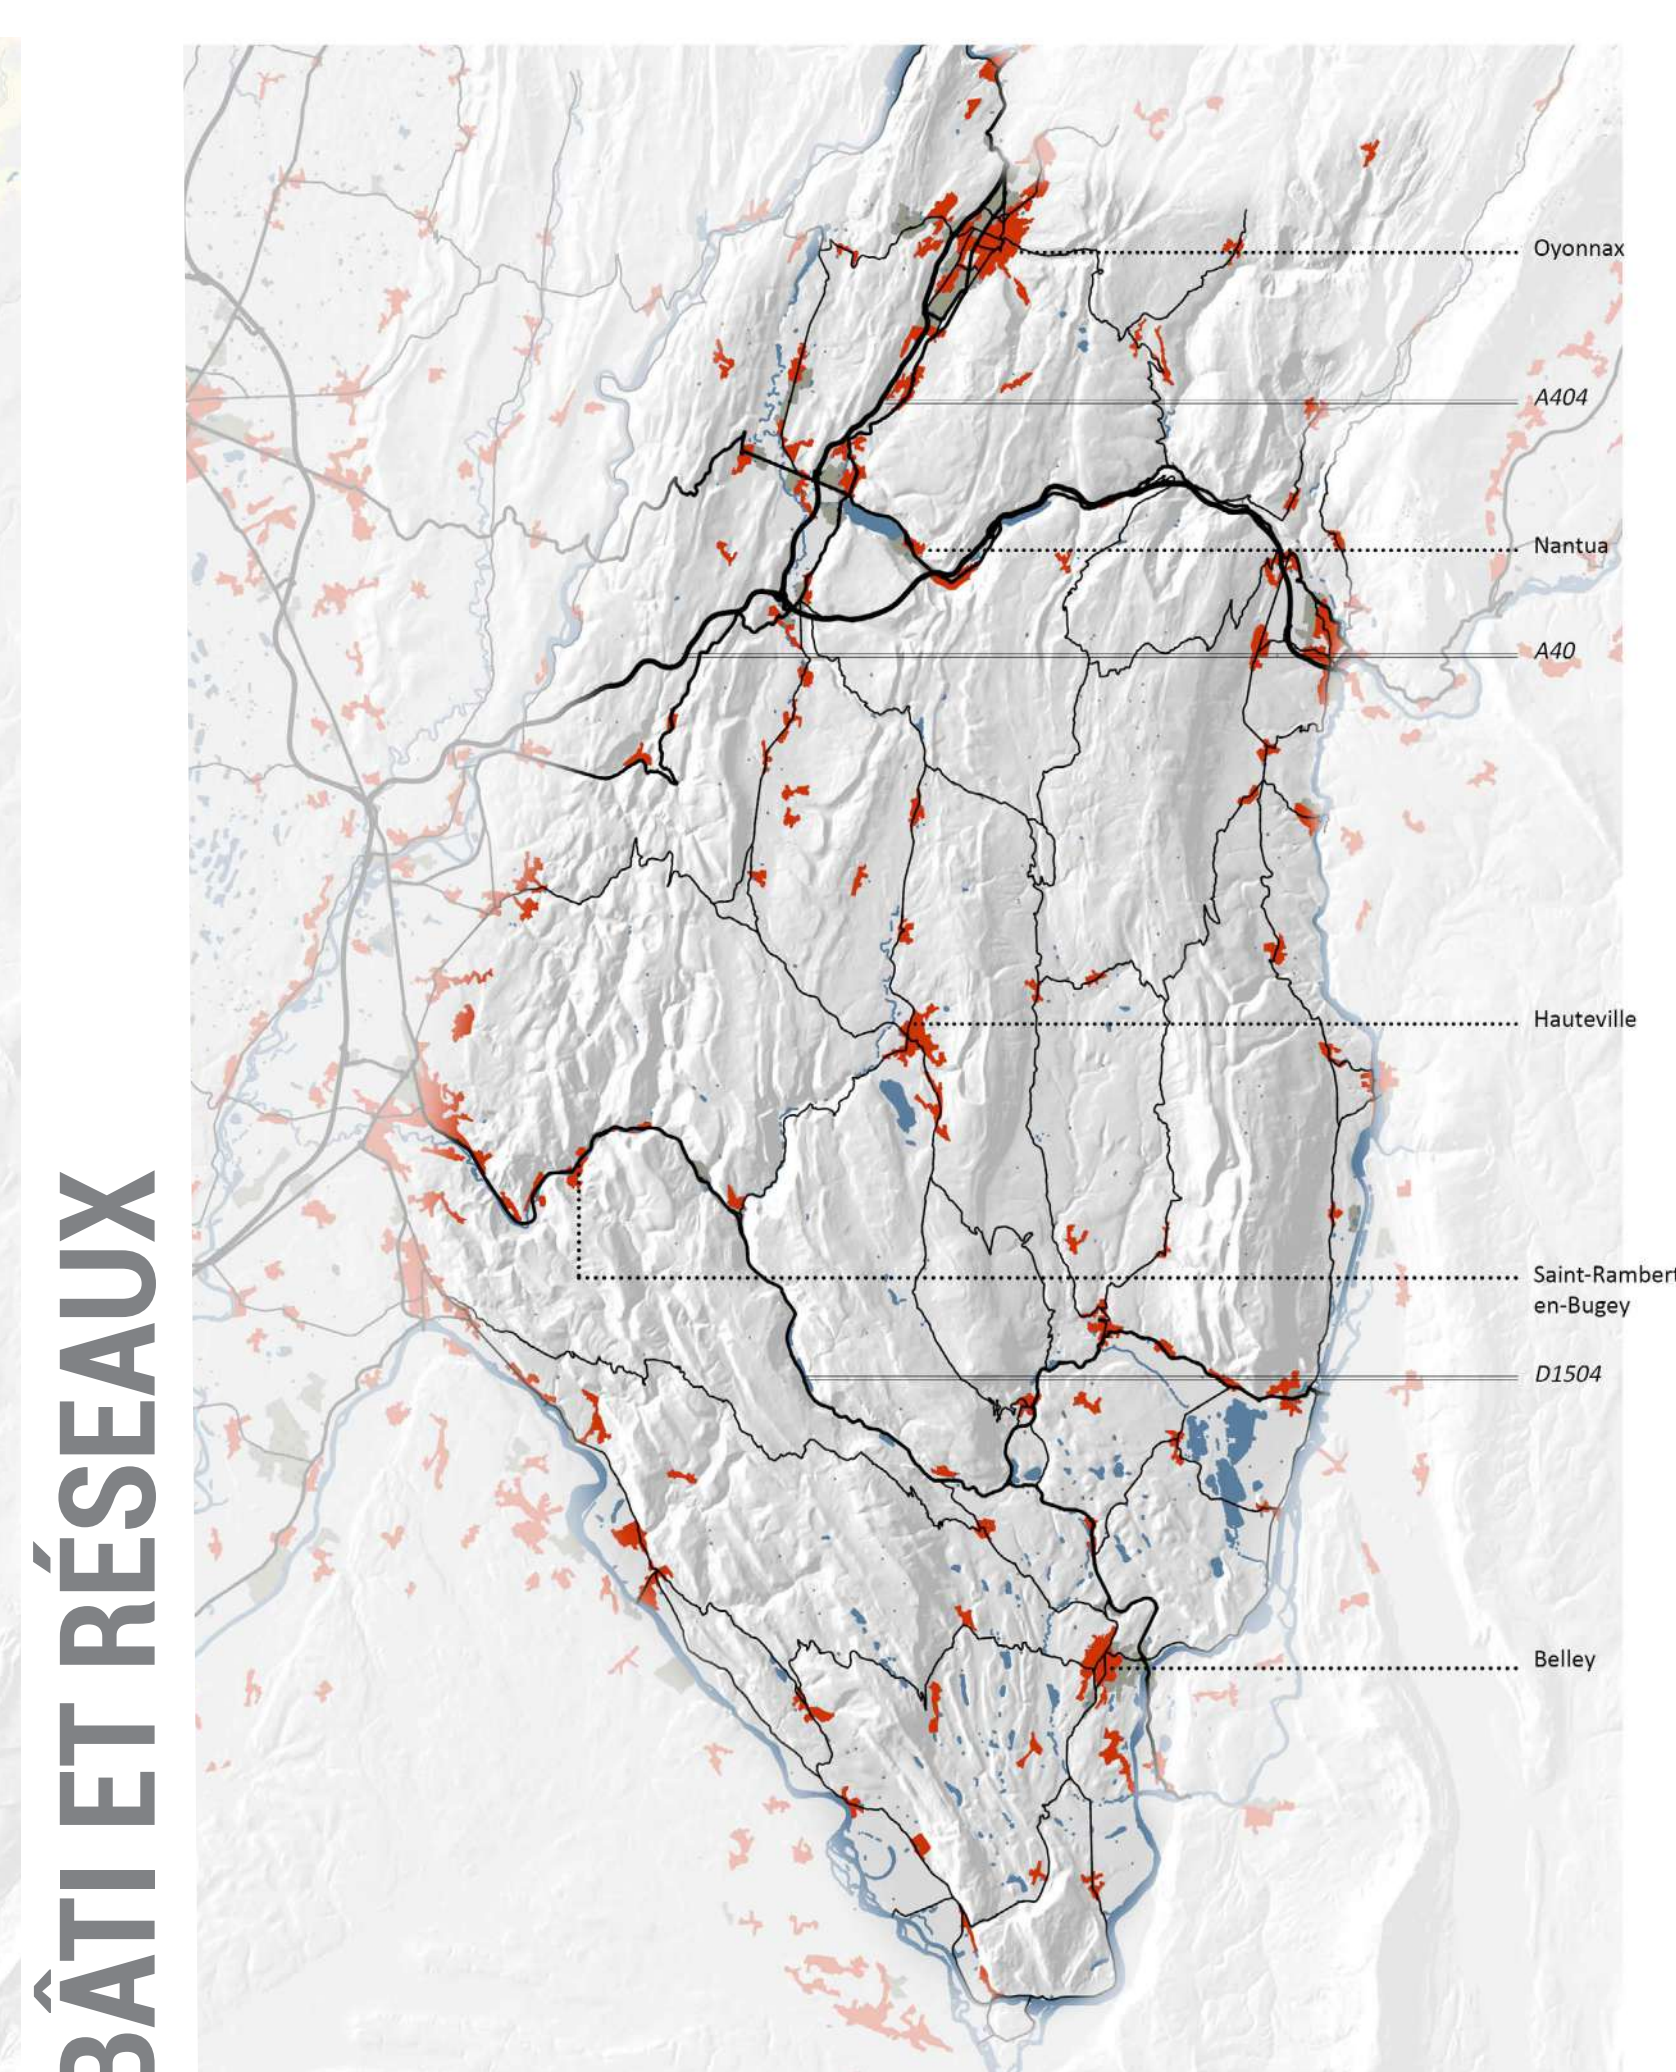 BÂTI ET RÉSEAUX
Oyonnax
A404
Nantua
A40
Hauteville
Saint-Rambert
en-Bugey
D1504
Belley